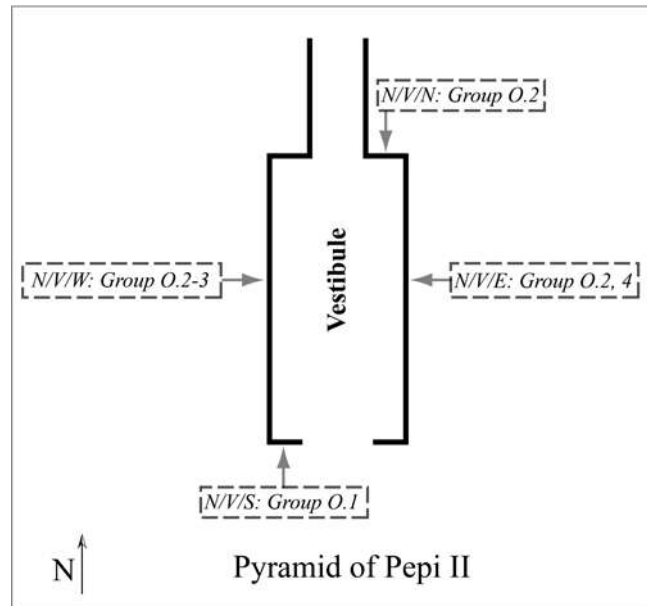 N/V/N: Group O.2
Vestibule
N/V/W: Group O.2-3
N/V/E: Group O.2, 4
N/V/S: Group O.1
N
Pyramid of Pepi II